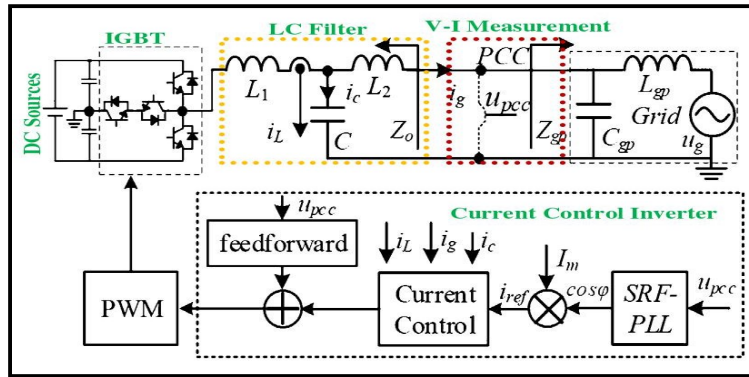 IGBT
LC Filter
V-I Measurement
DC Sources
L1
L2
ic
iL
C
Zo
PCC
ig
upcc
Zgp
Lgp
Grid
Cgp
ug
upcc
feedforward
iL
ig
ic
Current Control Inverter
Im
PWM
Current
Control
iref
cosφ
SRF-
PLL
upcc